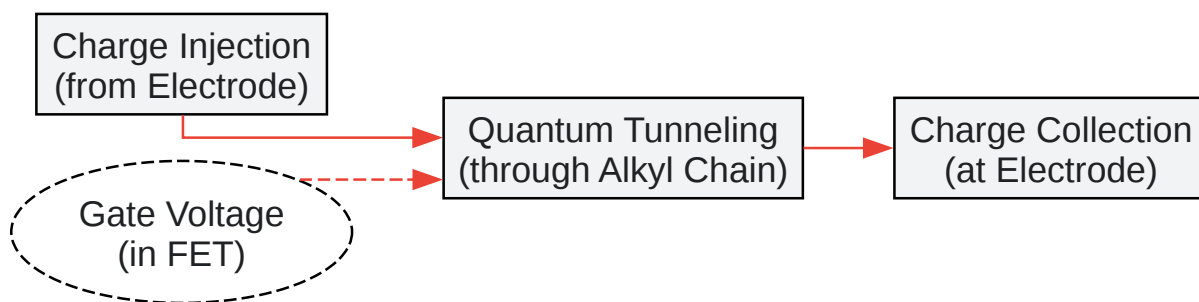 Charge Injection
(from Electrode)
Quantum Tunneling
(through Alkyl Chain)
Charge Collection
(at Electrode)
Gate Voltage
(in FET)